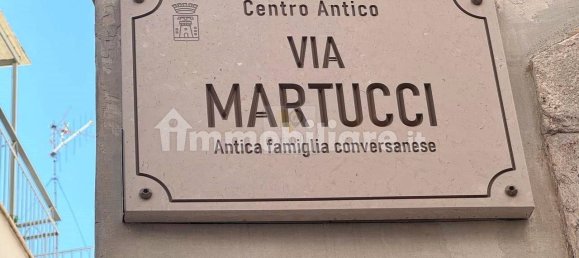 Centro Antico
VIA
MARTUCCI
immobiliare.it
Antica famiglia conversanese